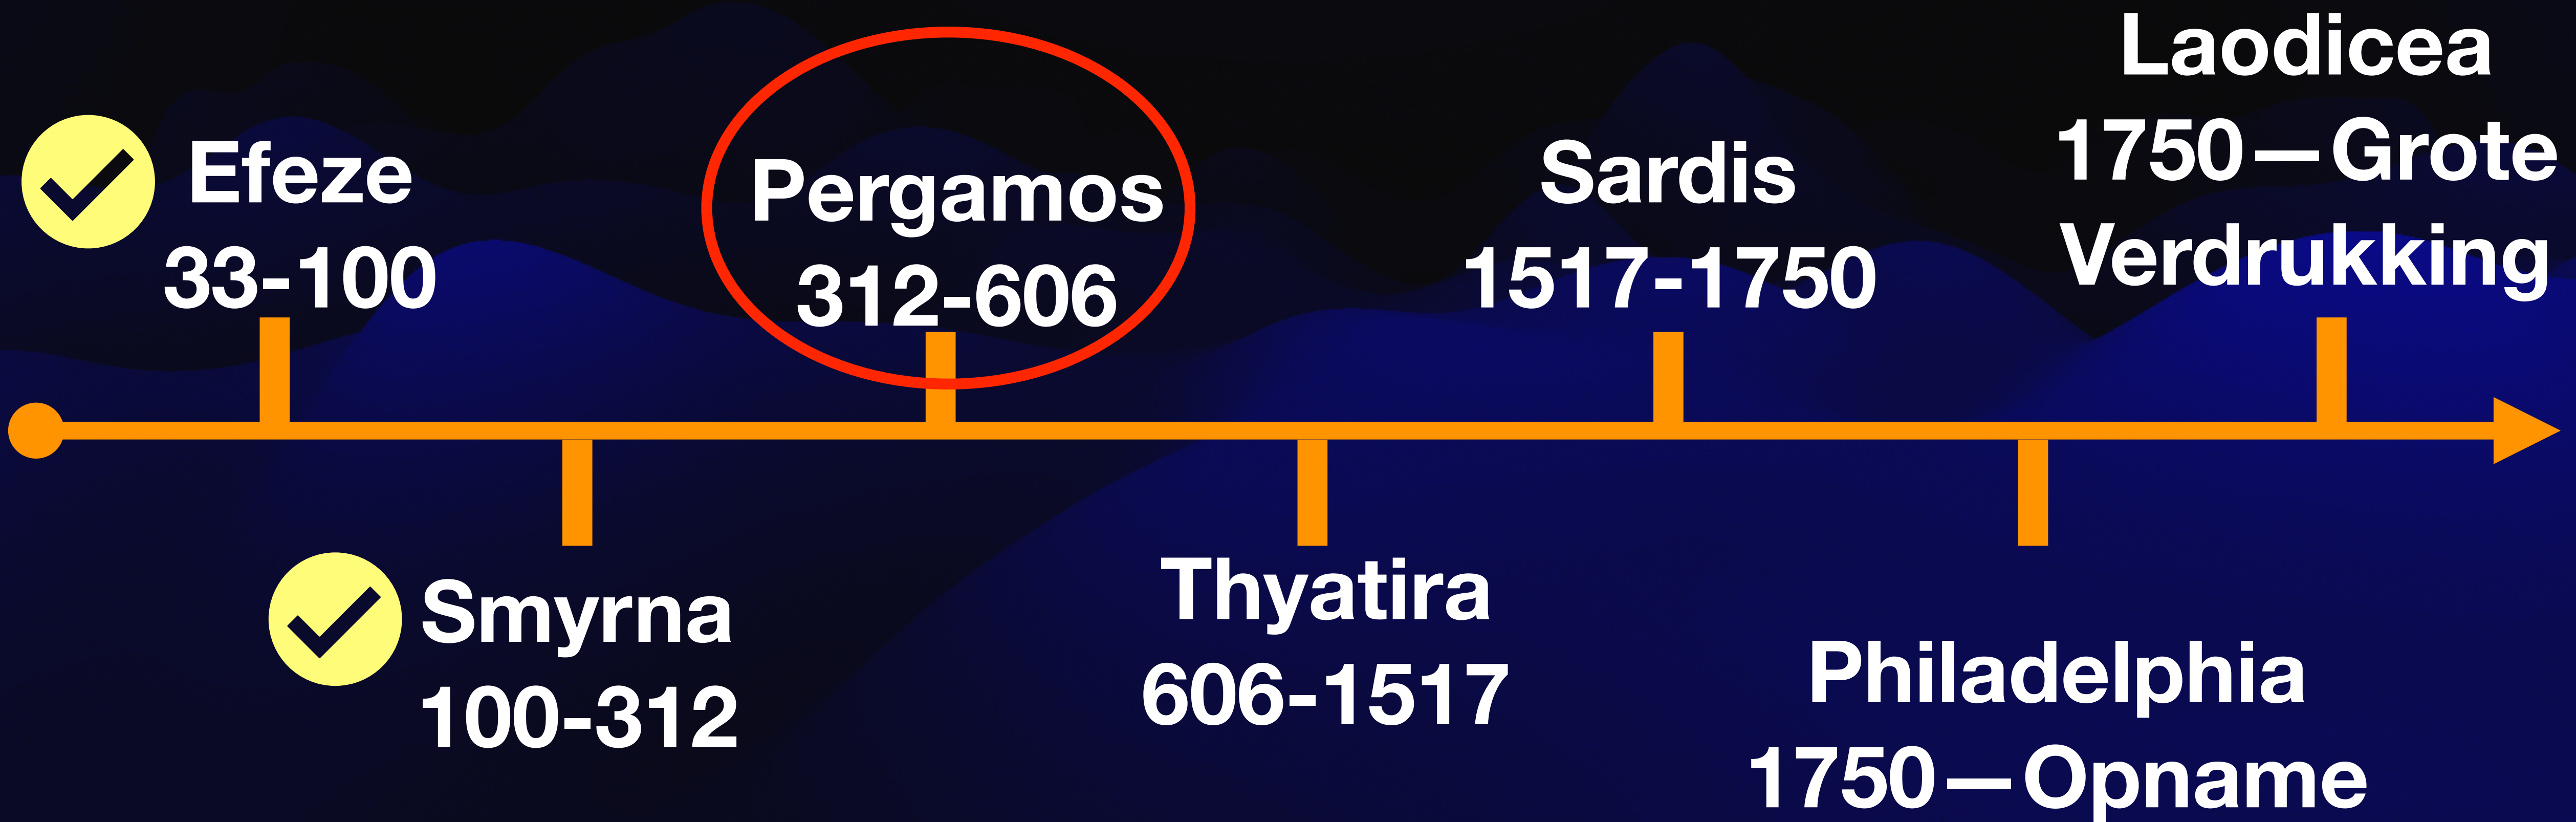 Efeze
33-100
Smyrna
100-312
Pergamos
312-606
Thyatira
606-1517
Sardis
1517-1750
Philadelphia
1750—Opname
Laodicea
1750—Grote
Verdrukking